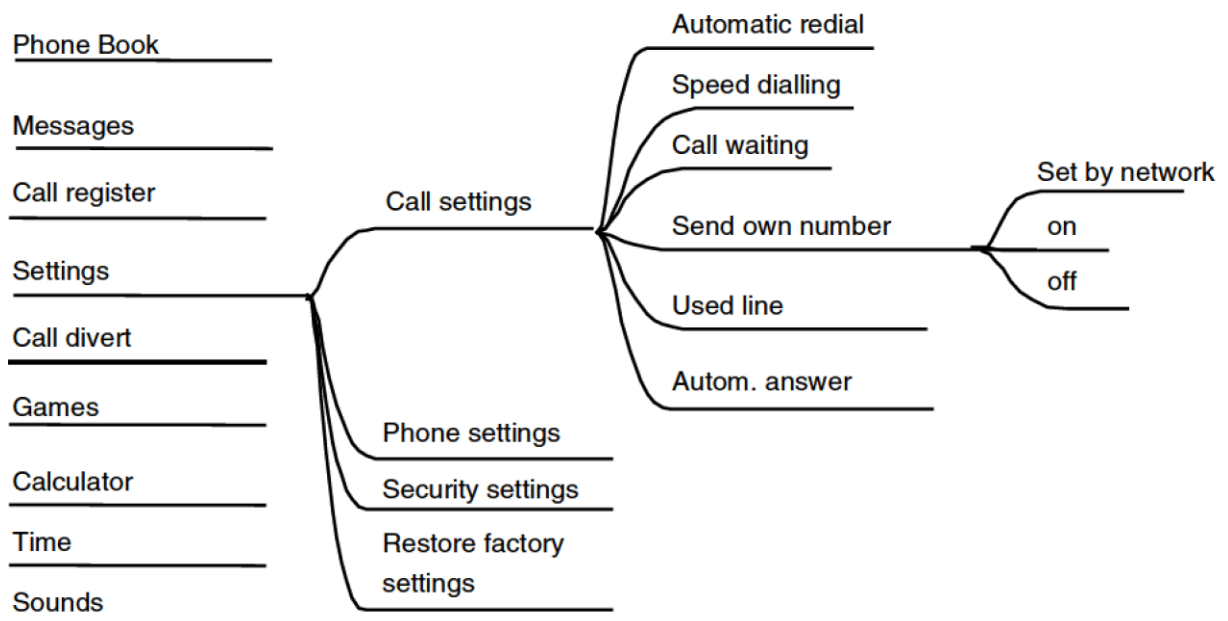 Phone Book
Messages
Call register
Settings
Call divert
Games
Calculator
Time
Sounds
Call settings
Phone settings
Security settings
Restore factory
settings
Automatic redial
Speed dialling
Call waiting
Send own number
Used line
Autom. answer
Set by network
on
off